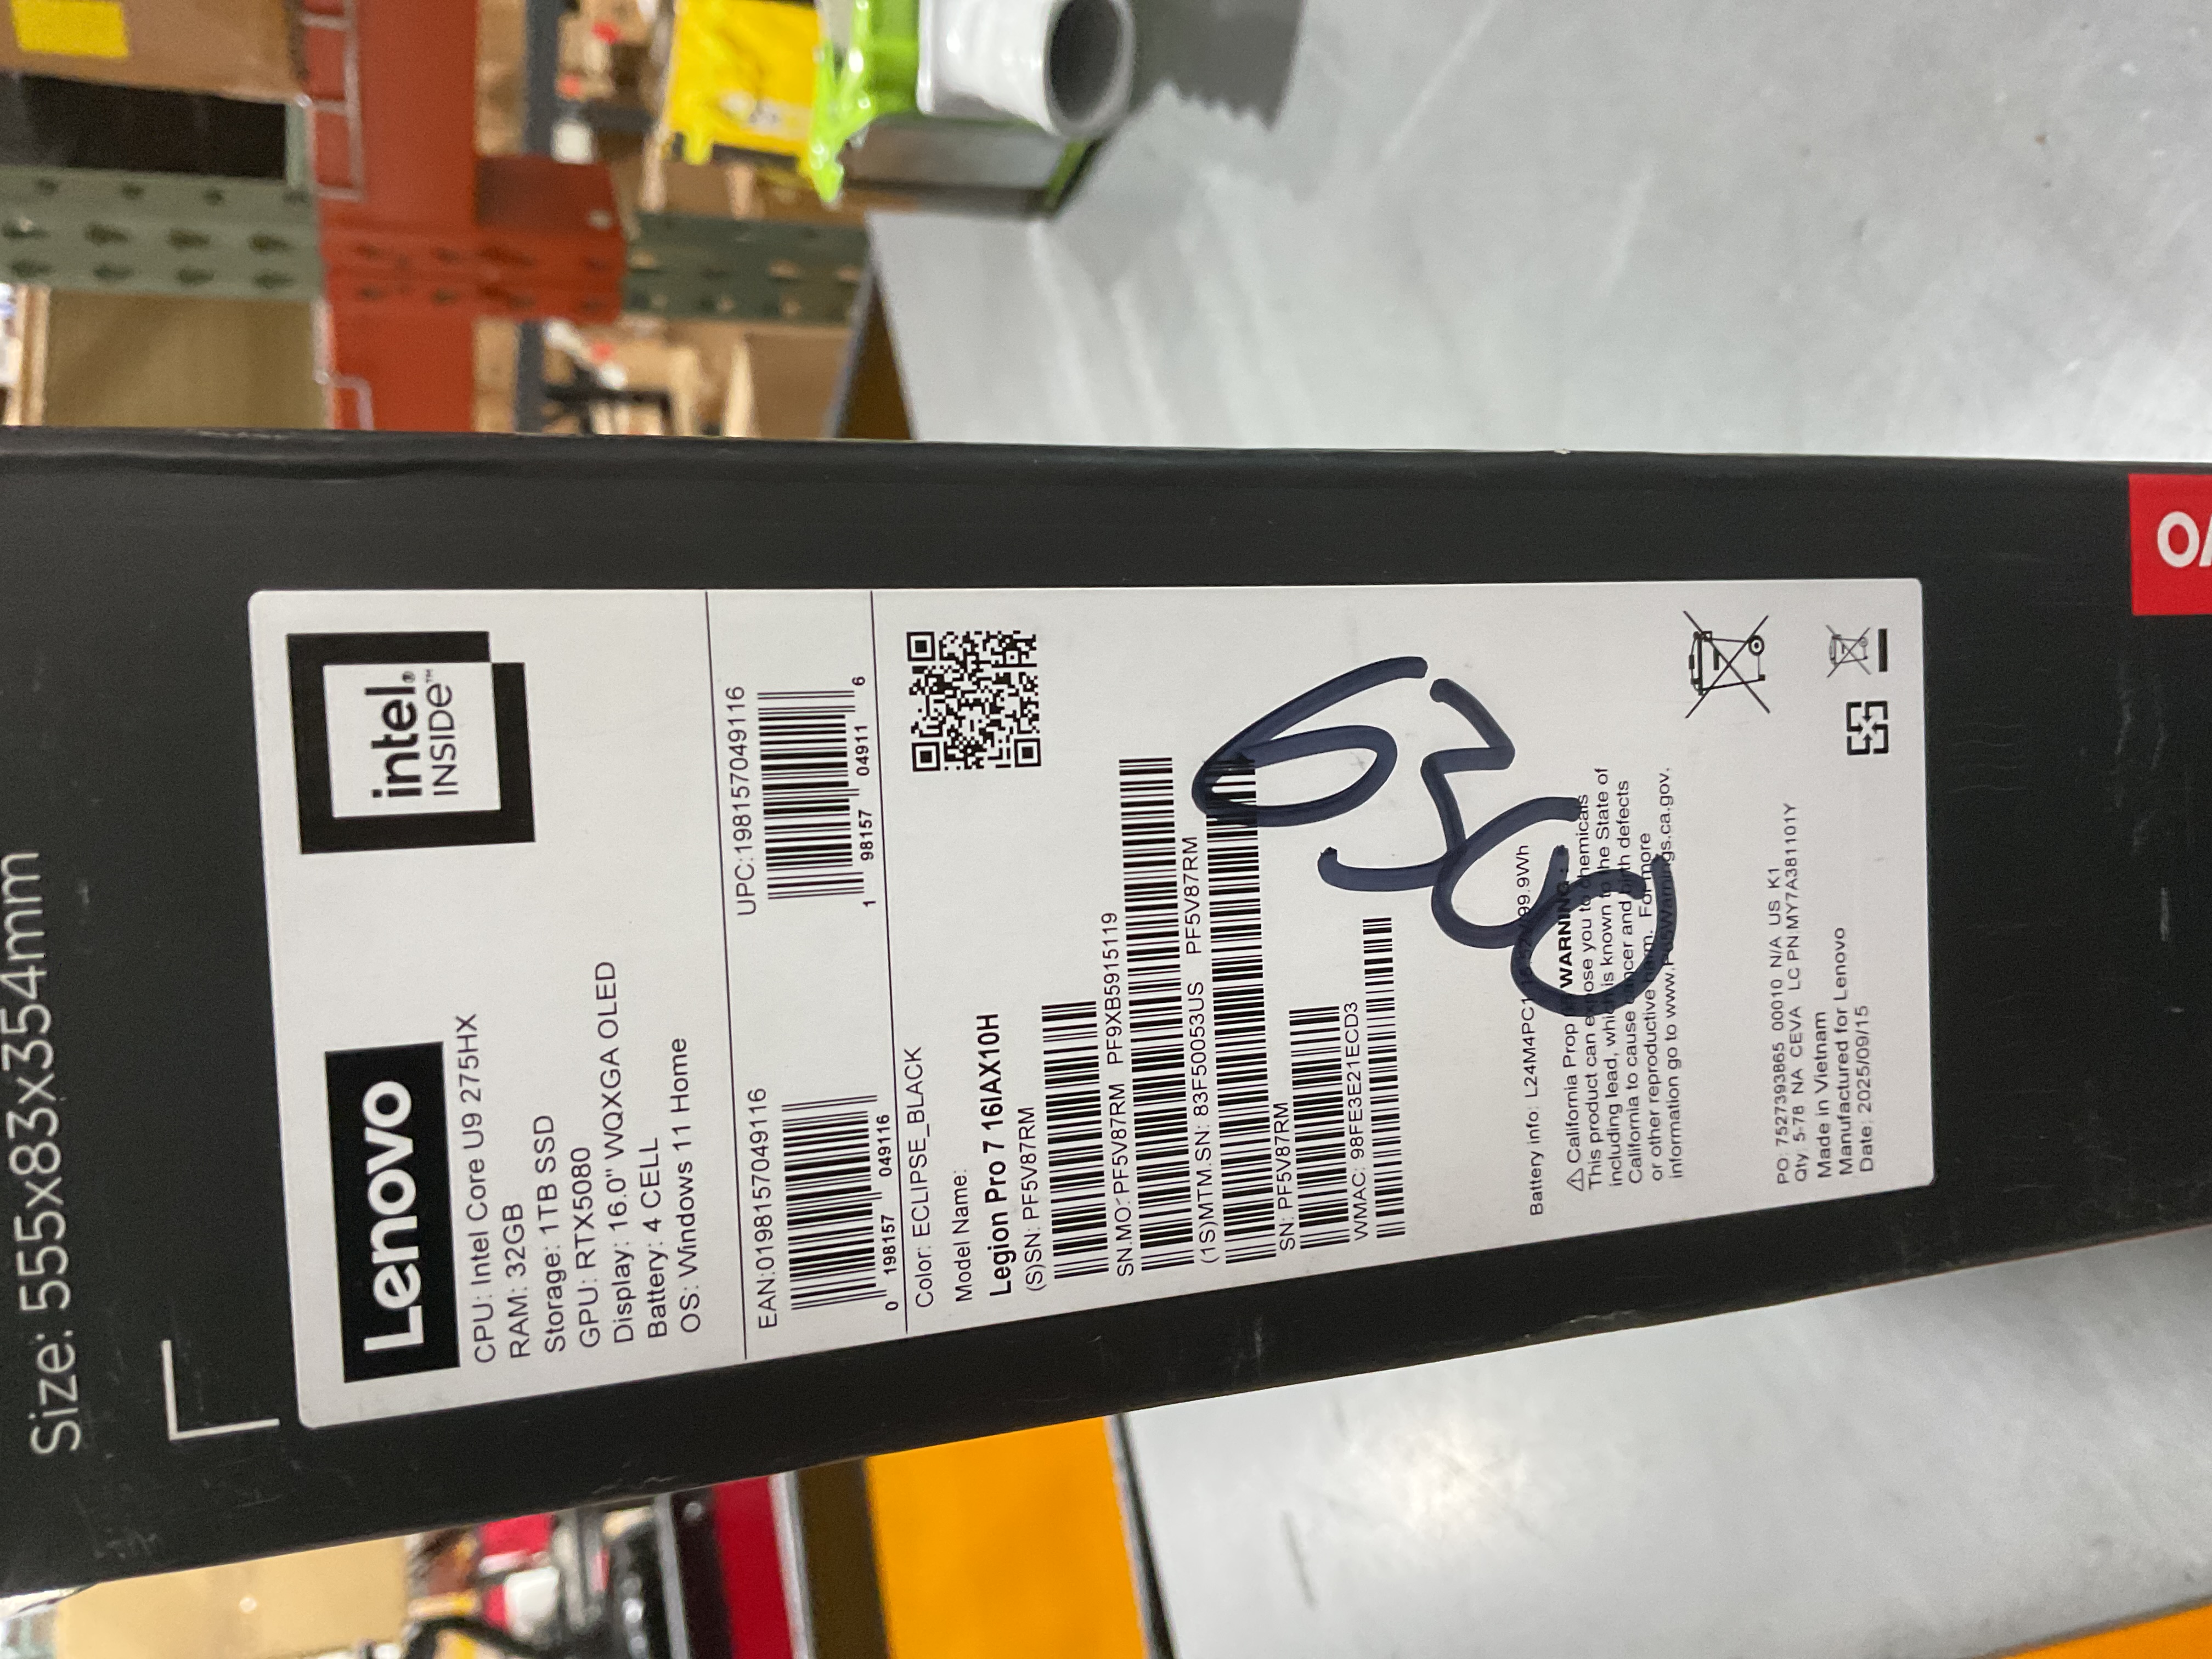 Size: 555x83x354mm
Lenovo
intel®
INSIDE™
CPU: Intel Core U9 275HX
RAM: 32GB
Storage: 1TB SSD
GPU: RTX5080
Display: 16.0" WQXGA OLED
Battery: 4 CELL
OS: Windows 11 Home
EAN:0198157049116
0 198157 049116
UPC:198157049116
1 98157 04911 6
Color: ECLIPSE_BLACK
Model Name:
Legion Pro 7 16IAX10H
(S)SN: PF5V87RM
SN.MO: PF5V87RM PF9XB5915119
(1S)MTM.SN: 83F50053US PF5V87RM
SN: PF5V87RM
WMAC: 98FE3E21ECD3
Battery info: L24M4PC1 99.9Wh
⚠ California Prop WARNING:
This product can expose you to chemicals
including lead, which is known to the State of
California to cause cancer and birth defects
or other reproductive harm. For more
information go to www.P65Warnings.ca.gov.
PO: 7527393865 00010 N/A US K1
Qty. 5-78 NA CEVA LC PN:MY7A381101Y
Made in Vietnam
Manufactured for Lenovo
Date: 2025/09/15